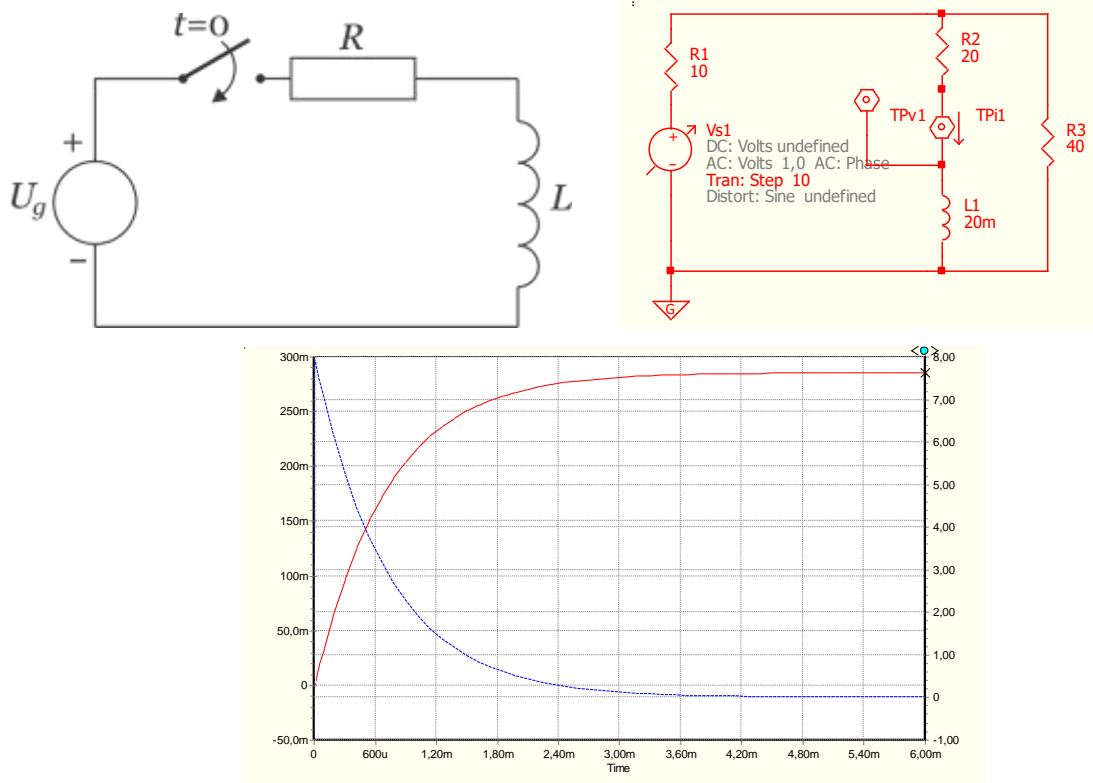 t=0
R
+
U_g
−
L
R1
10
R2
20
TPv1
TPi1
R3
40
Vs1
+
−
DC: Volts undefined
AC: Volts 1,0 AC: Phase
Tran: Step 10
Distort: Sine undefined
L1
20m
G
300m
250m
200m
150m
100m
50,0m
0
-50,0m
8,00
7,00
6,00
5,00
4,00
3,00
2,00
1,00
0
-1,00
0 600u 1,20m 1,80m 2,40m 3,00m 3,60m 4,20m 4,80m 5,40m 6,00m
Time